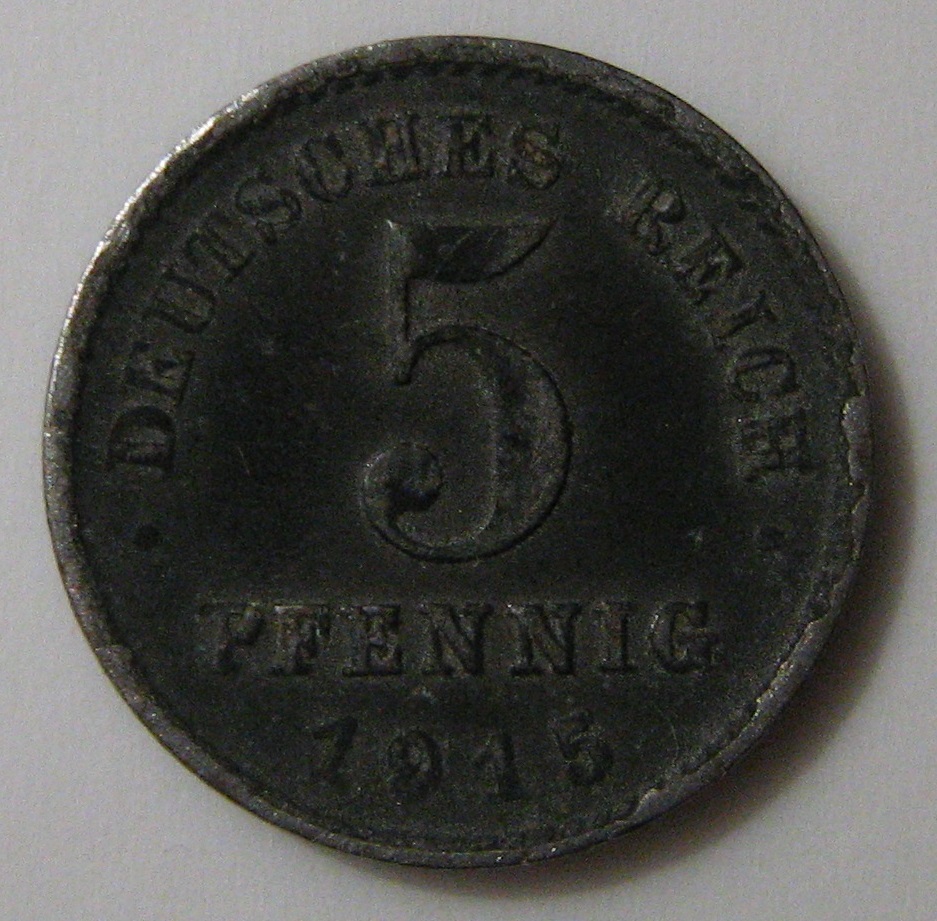 DEUTSCHES REICH
5
PFENNIG
1915